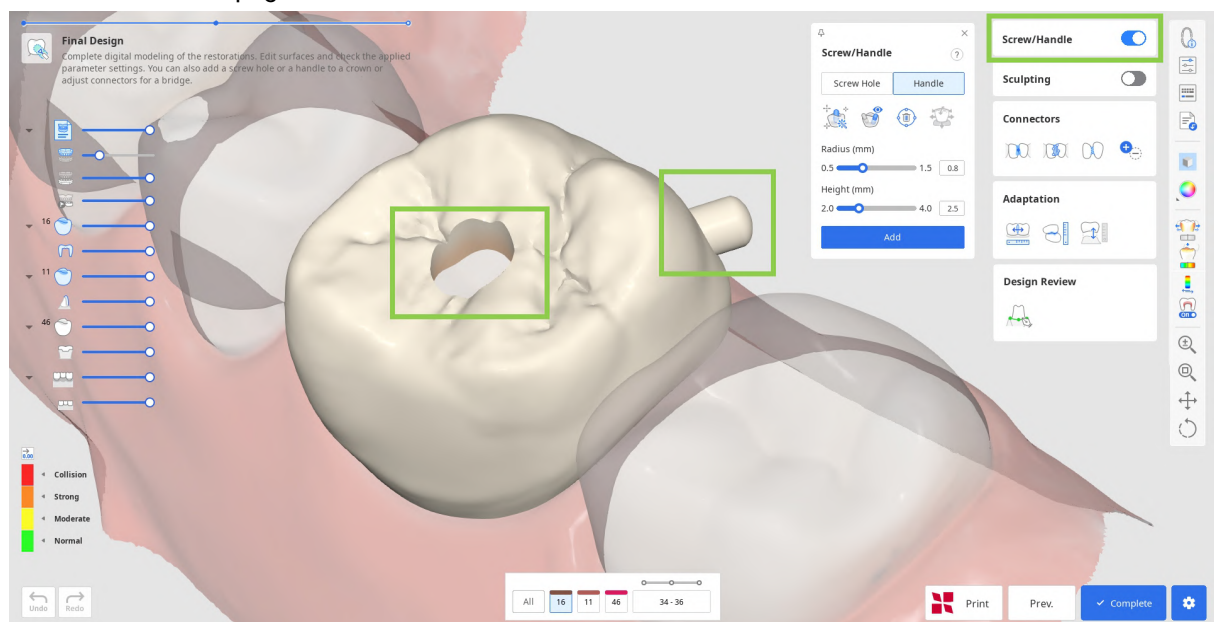 Final Design
Complete digital modeling of the restorations. Edit surfaces and check the applied
parameter settings. You can also add a screw hole or a handle to a crown or
adjust connectors for a bridge.
16
11
46
0.00
Collision
Strong
Moderate
Normal
Undo
Redo
Screw/Handle
?
Screw Hole
Handle
Radius (mm)
0.5
1.5
0.8
Height (mm)
2.0
4.0
2.5
Add
Screw/Handle
Sculpting
Connectors
Adaptation
Design Review
ON
All
16
11
46
34 - 36
Print
Prev.
Complete